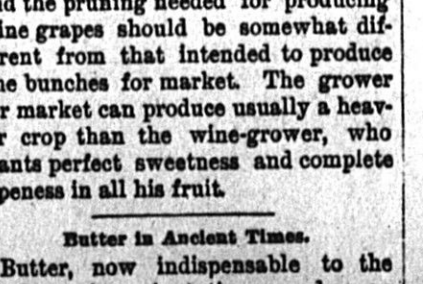 the pruning needed for producing
ine grapes should be somewhat dif-
rent from that intended to produce
ne bunches for market. The grower
r market can produce usually a heav-
r crop than the wine-grower, who
ants perfect sweetness and complete
peness in all his fruit.
Butter in Ancient Times.
Butter, now indispensable to the